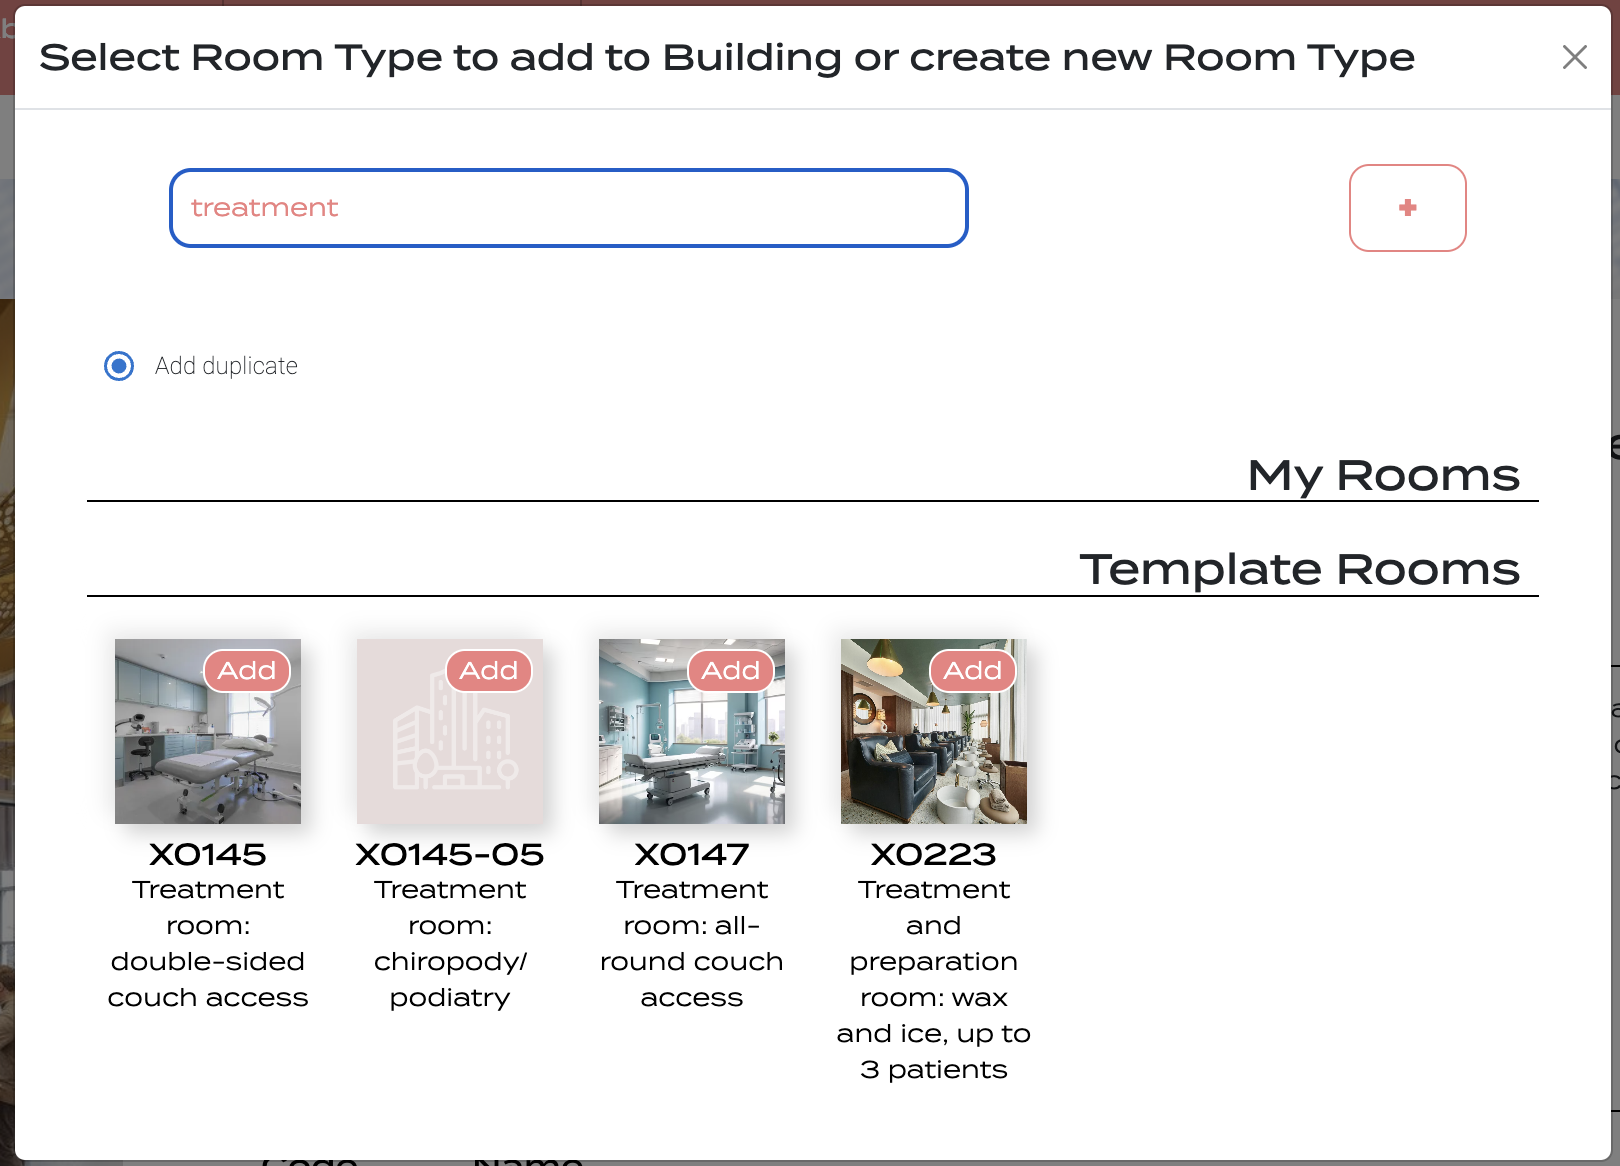 Select Room Type to add to Building or create new Room Type
treatment
Add duplicate
My Rooms
Template Rooms
Add
Add
Add
Add
X0145
Treatment
room:
double-sided
couch access
X0145-05
Treatment
room:
chiropody/
podiatry
X0147
Treatment
room: all-
round couch
access
X0223
Treatment
and
preparation
room: wax
and ice, up to
3 patients
Code
Name